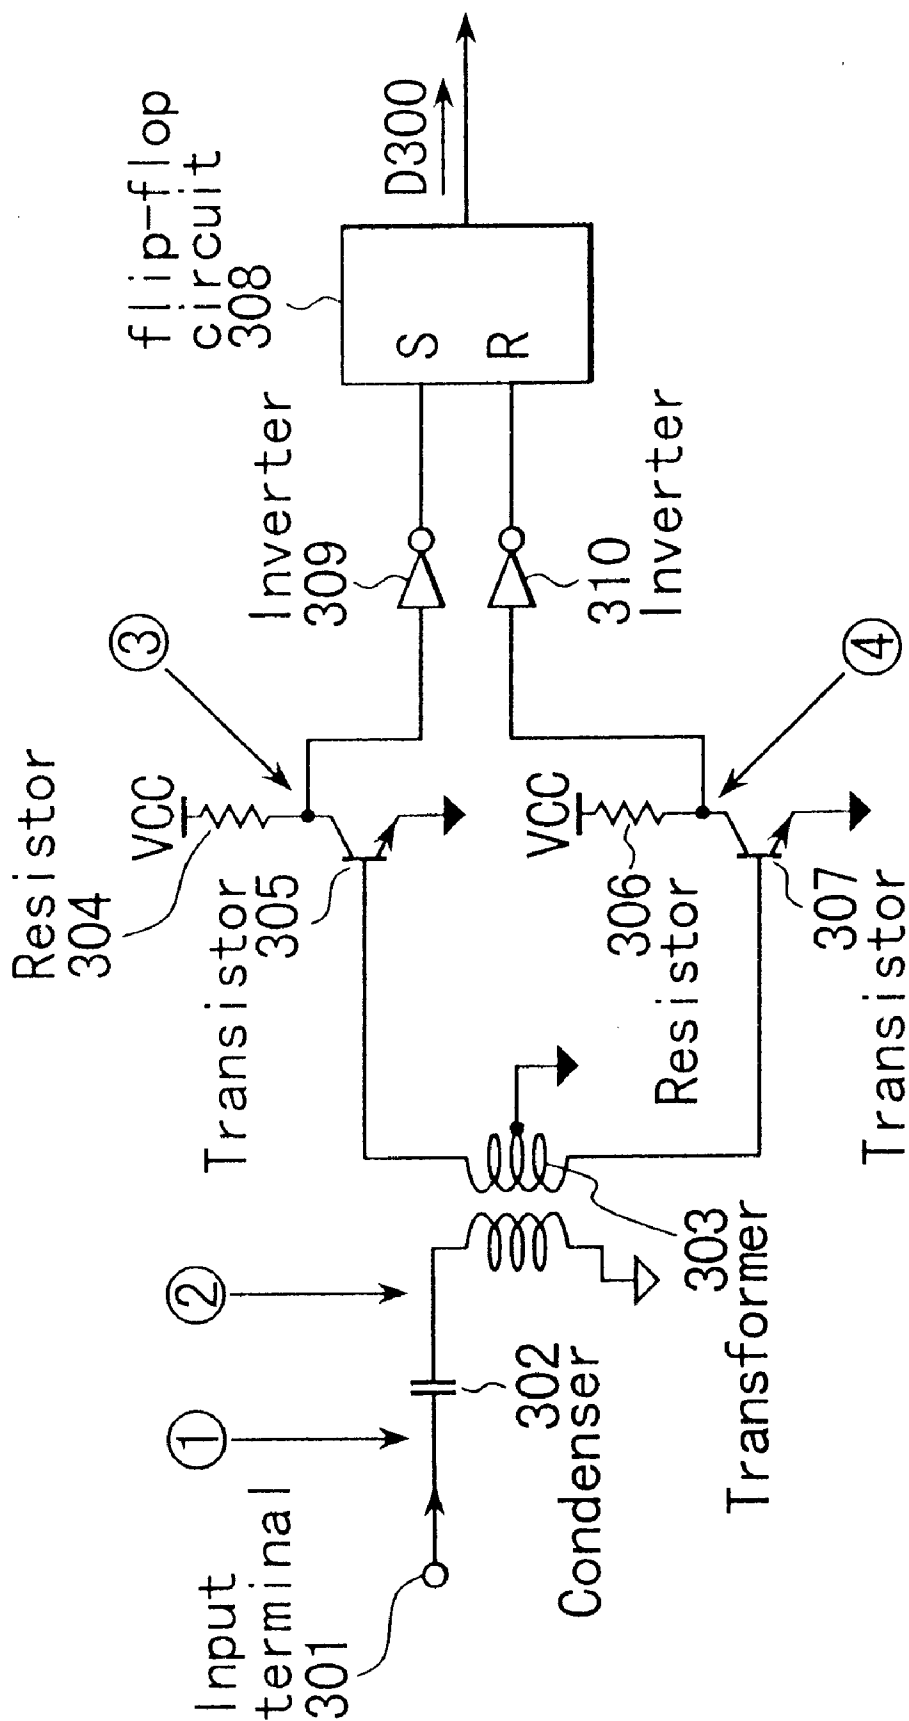 Input
terminal
301
①
②
302
Condenser
303
Transformer
Resistor
304
VCC
Transistor
305
③
VCC
306
Resistor
307
Transistor
④
Inverter
309
310
Inverter
flip-flop
circuit
308
S
R
D300